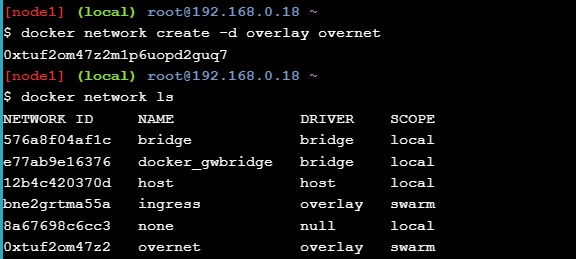 [node1] (local) root@192.168.0.18 ~
$ docker network create -d overlay overnet
0xtuf2om47z2m1p6uopd2guq7
[node1] (local) root@192.168.0.18 ~
$ docker network ls
NETWORK ID NAME DRIVER SCOPE
576a8f04af1c bridge bridge local
e77ab9e16376 docker_gwbridge bridge local
12b4c420370d host host local
bne2grtma55a ingress overlay swarm
8a67698c6cc3 none null local
0xtuf2om47z2 overnet overlay swarm